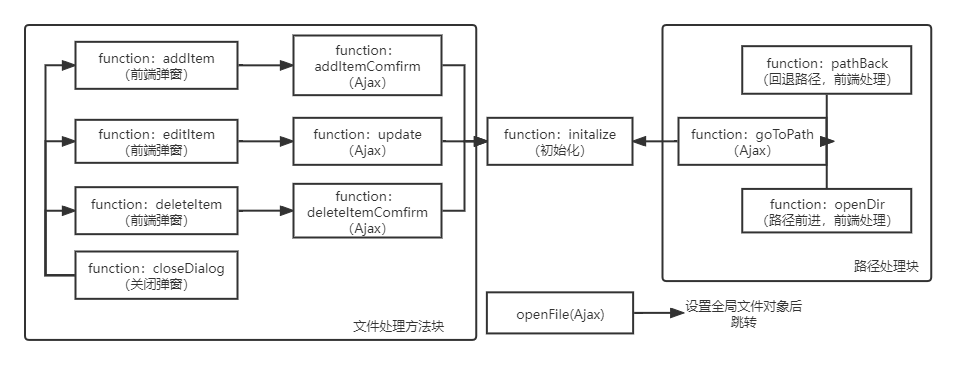 function：addItem
（前端弹窗）
function：
addItemComfirm
（Ajax）
function：editItem
（前端弹窗）
function：update
（Ajax）
function：deleteItem
（前端弹窗）
function：
deleteItemComfirm
（Ajax）
function：closeDialog
（关闭弹窗）
文件处理方法块
function：initalize
（初始化）
function：pathBack
（回退路径，前端处理）
function：goToPath
（Ajax）
function：openDir
（路径前进，前端处理）
路径处理块
openFile(Ajax)
设置全局文件对象后
跳转